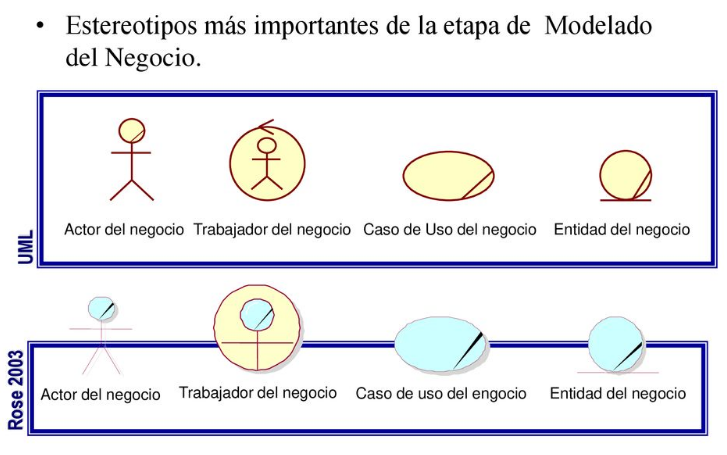 • Estereotipos más importantes de la etapa de Modelado
del Negocio.
UML
Actor del negocio Trabajador del negocio Caso de Uso del negocio Entidad del negocio
Rose 2003
Actor del negocio Trabajador del negocio Caso de uso del engocio Entidad del negocio